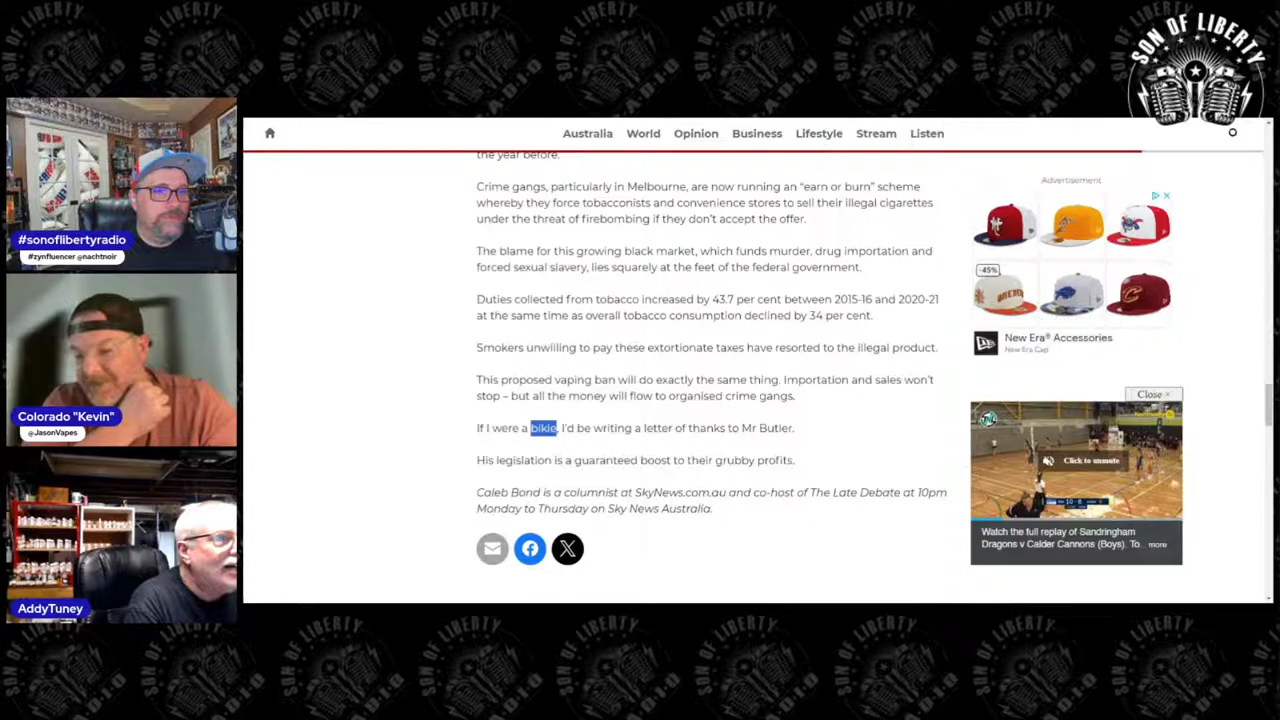 SON OF LIBERTY
Australia World Opinion Business Lifestyle Stream Listen
the year before.
Crime gangs, particularly in Melbourne, are now running an “earn or burn” scheme
whereby they force tobacconists and convenience stores to sell their illegal cigarettes
under the threat of firebombing if they don’t accept the offer.
The blame for this growing black market, which funds murder, drug importation and
forced sexual slavery, lies squarely at the feet of the federal government.
Duties collected from tobacco increased by 43.7 per cent between 2015-16 and 2020-21
at the same time as overall tobacco consumption declined by 34 per cent.
Smokers unwilling to pay these extortionate taxes have resorted to the illegal product.
This proposed vaping ban will do exactly the same thing. Importation and sales won’t
stop – but all the money will flow to organised crime gangs.
If I were a bikie, I’d be writing a letter of thanks to Mr Butler.
His legislation is a guaranteed boost to their grubby profits.
Caleb Bond is a columnist at SkyNews.com.au and co-host of The Late Debate at 10pm
Monday to Thursday on Sky News Australia.
Advertisement
-45%
New Era® Accessories
New Era Cap
Close ×
Click to unmute
Watch the full replay of Sandringham
Dragons v Calder Cannons (Boys). To... more
#sonoflibertyradio
#zynfluencer @nachtnoir
Colorado "Kevin"
@JasonVapes
AddyTuney